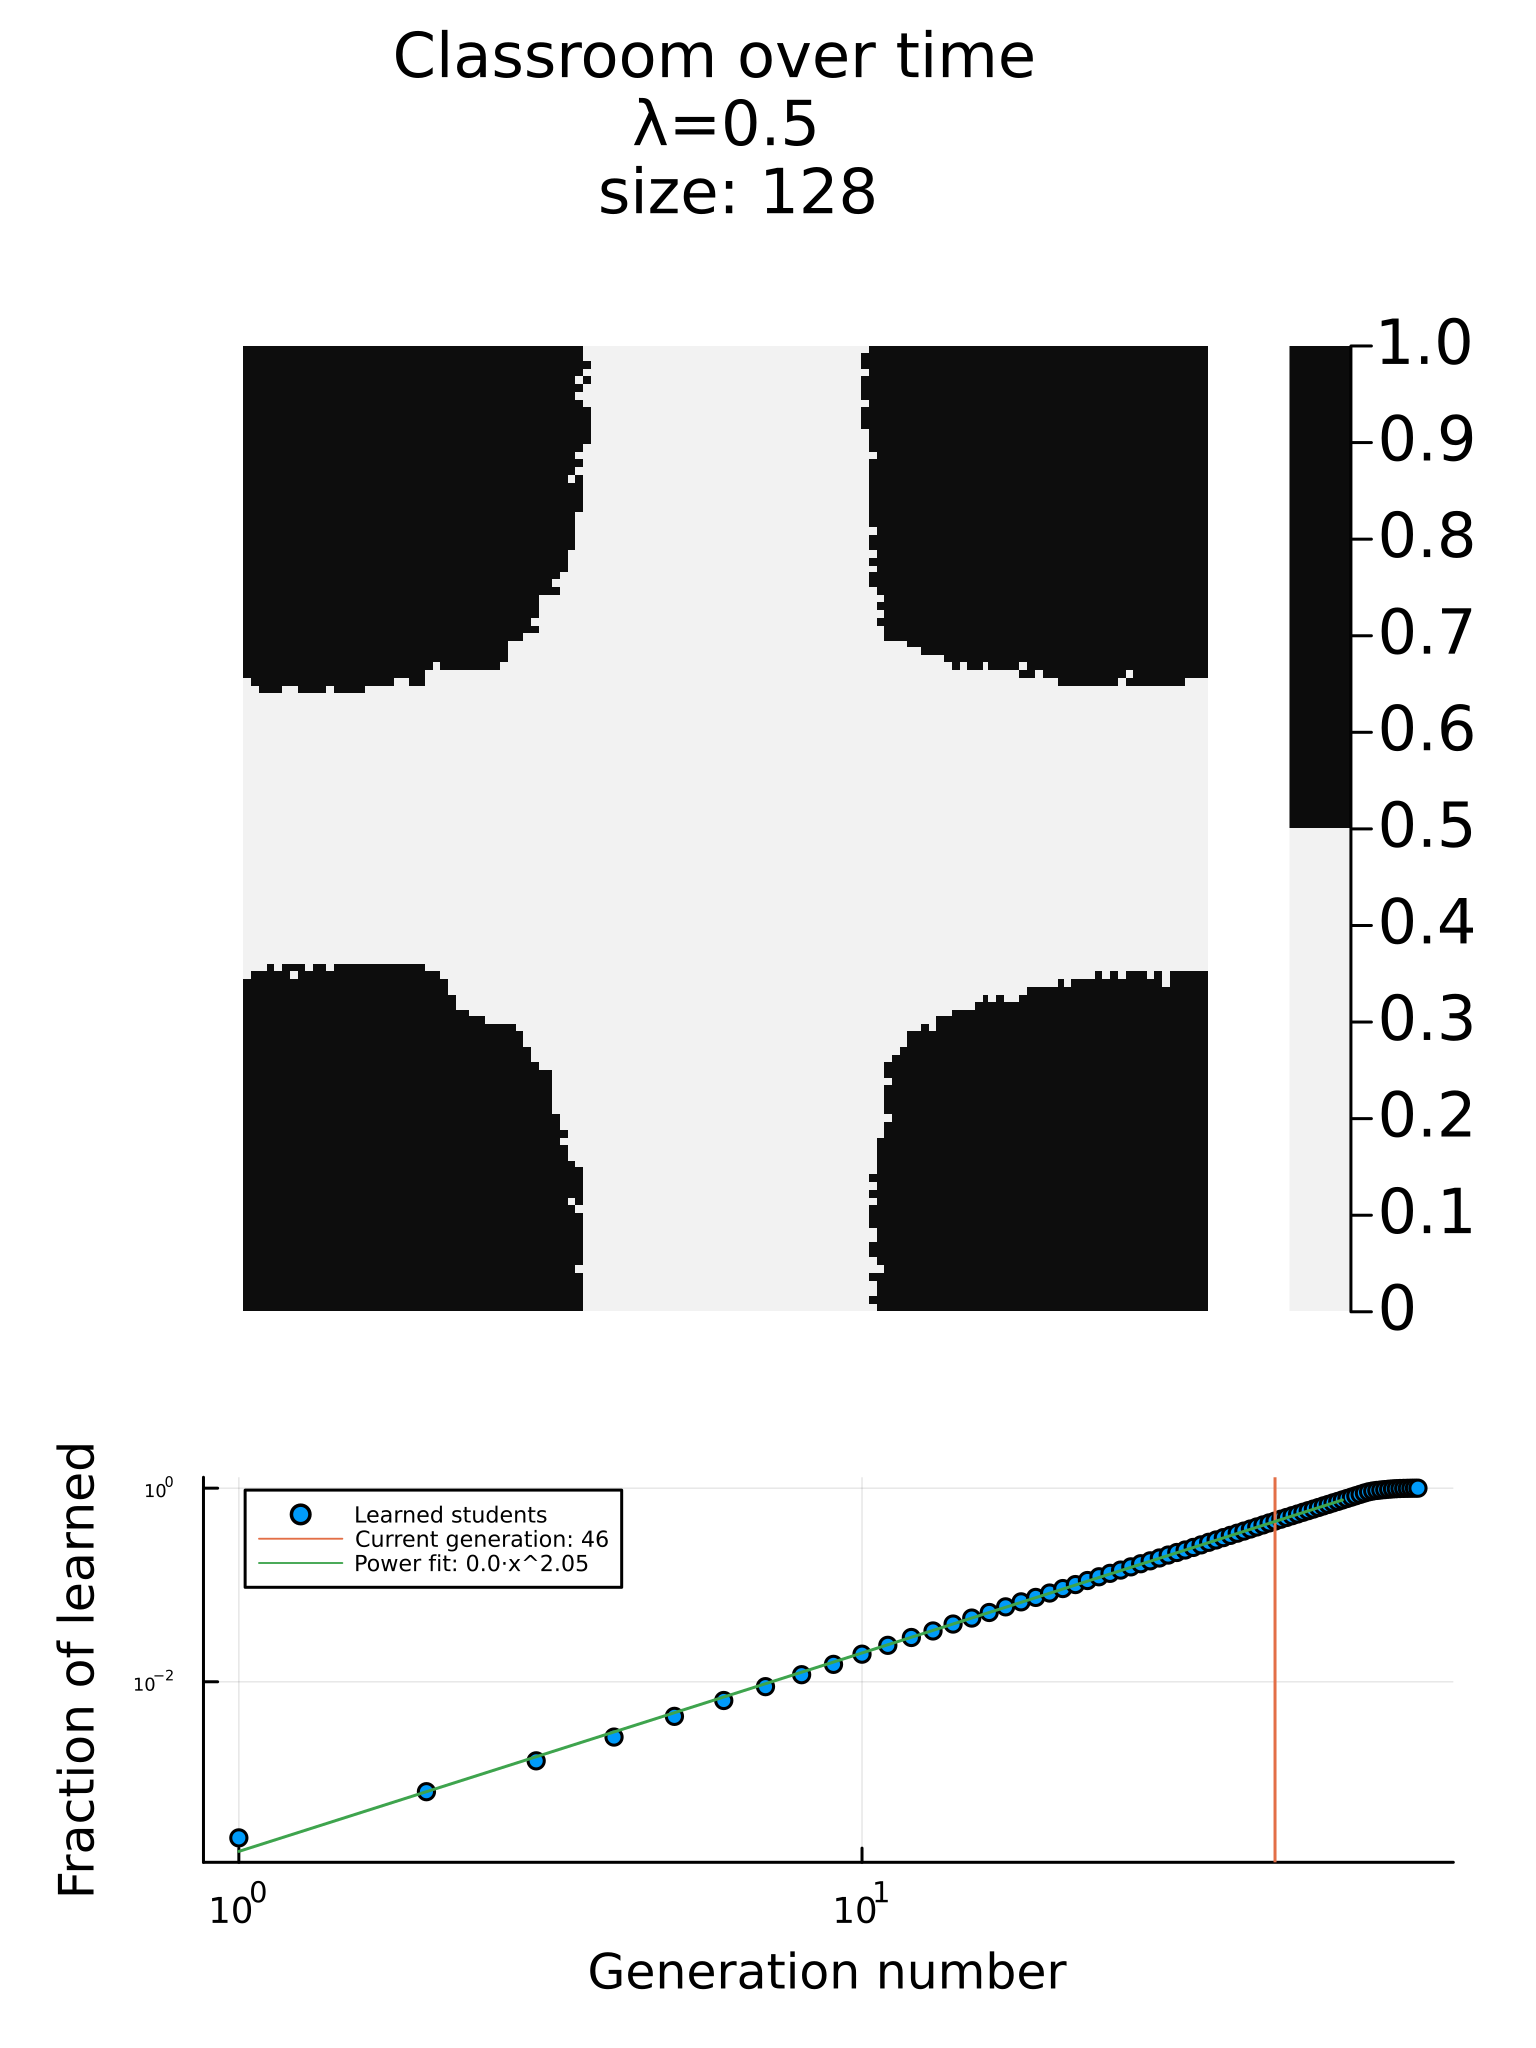 Classroom over time
λ=0.5
size: 128
1.0
0.9
0.8
0.7
0.6
0.5
0.4
0.3
0.2
0.1
0
Fraction of learned
10^0
10^−2
Learned students
Current generation: 46
Power fit: 0.0·x^2.05
10^0
10^1
Generation number